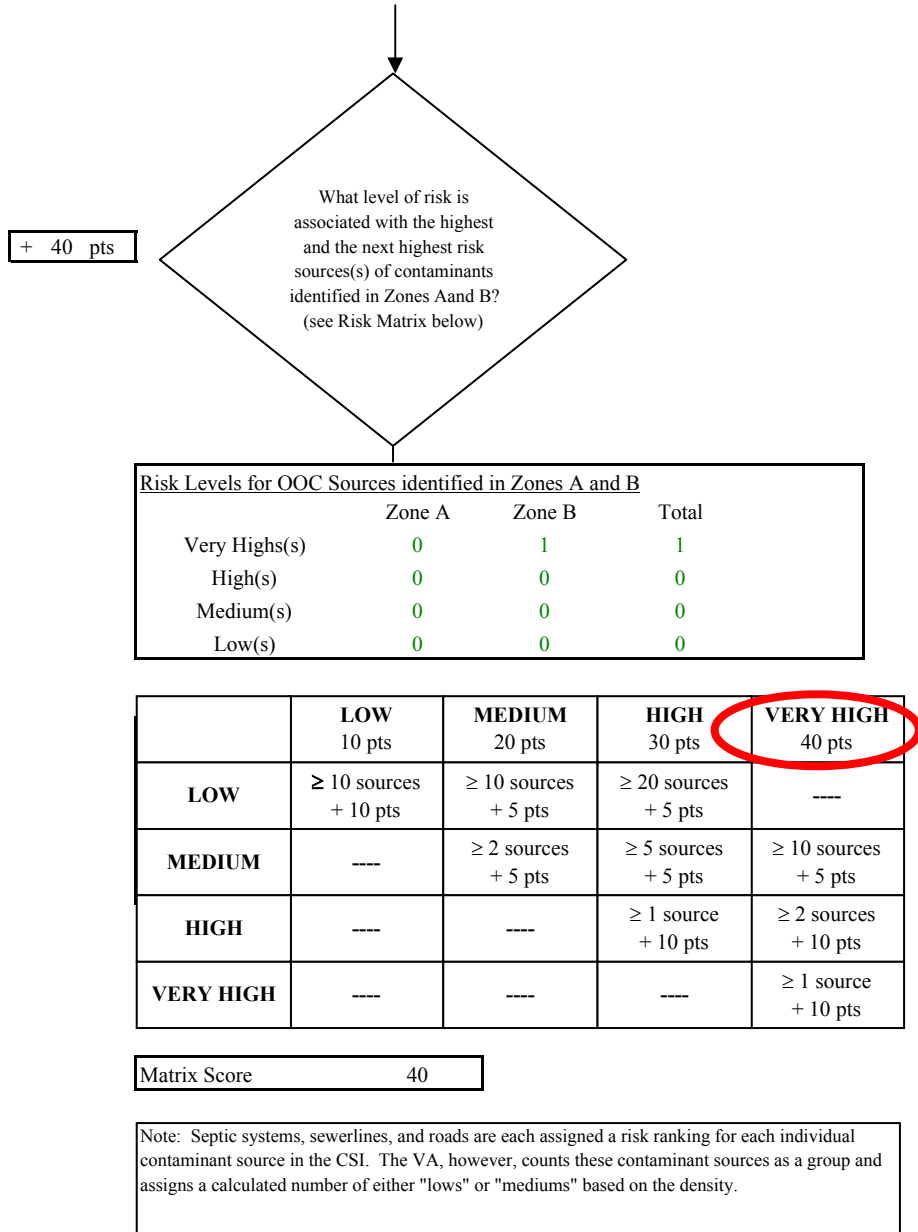 What level of risk is
associated with the highest
and the next highest risk
sources(s) of contaminants
identified in Zones Aand B?
(see Risk Matrix below)
+ 40 pts
Risk Levels for OOC Sources identified in Zones A and B
Zone A Zone B Total
Very Highs(s) 0 1 1
High(s) 0 0 0
Medium(s) 0 0 0
Low(s) 0 0 0
LOW MEDIUM HIGH VERY HIGH
10 pts 20 pts 30 pts 40 pts
LOW ≥ 10 sources ≥ 10 sources ≥ 20 sources ----
+ 10 pts + 5 pts + 5 pts
MEDIUM ---- ≥ 2 sources ≥ 5 sources ≥ 10 sources
+ 5 pts + 5 pts + 5 pts
HIGH ---- ---- ≥ 1 source ≥ 2 sources
+ 10 pts + 10 pts
VERY HIGH ---- ---- ---- ≥ 1 source
+ 10 pts
Matrix Score 40
Note: Septic systems, sewerlines, and roads are each assigned a risk ranking for each individual
contaminant source in the CSI. The VA, however, counts these contaminant sources as a group and
assigns a calculated number of either "lows" or "mediums" based on the density.